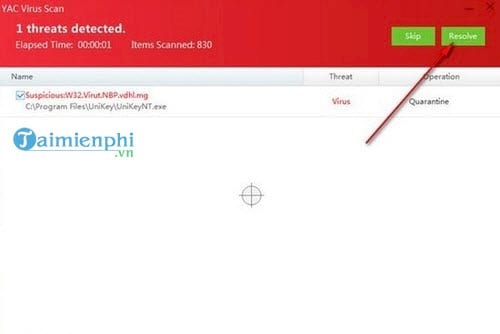 YAC Virus Scan
1 threats detected.
Elapsed Time: 00:00:01 Items Scanned: 830
Skip
Resolve
Name Threat Operation
Suspicious:W32.Virut.NBP.vdhl.mg
C:\Program Files\UniKey\UniKeyNT.exe
Virus
Quarantine
Taimienphi
.vn